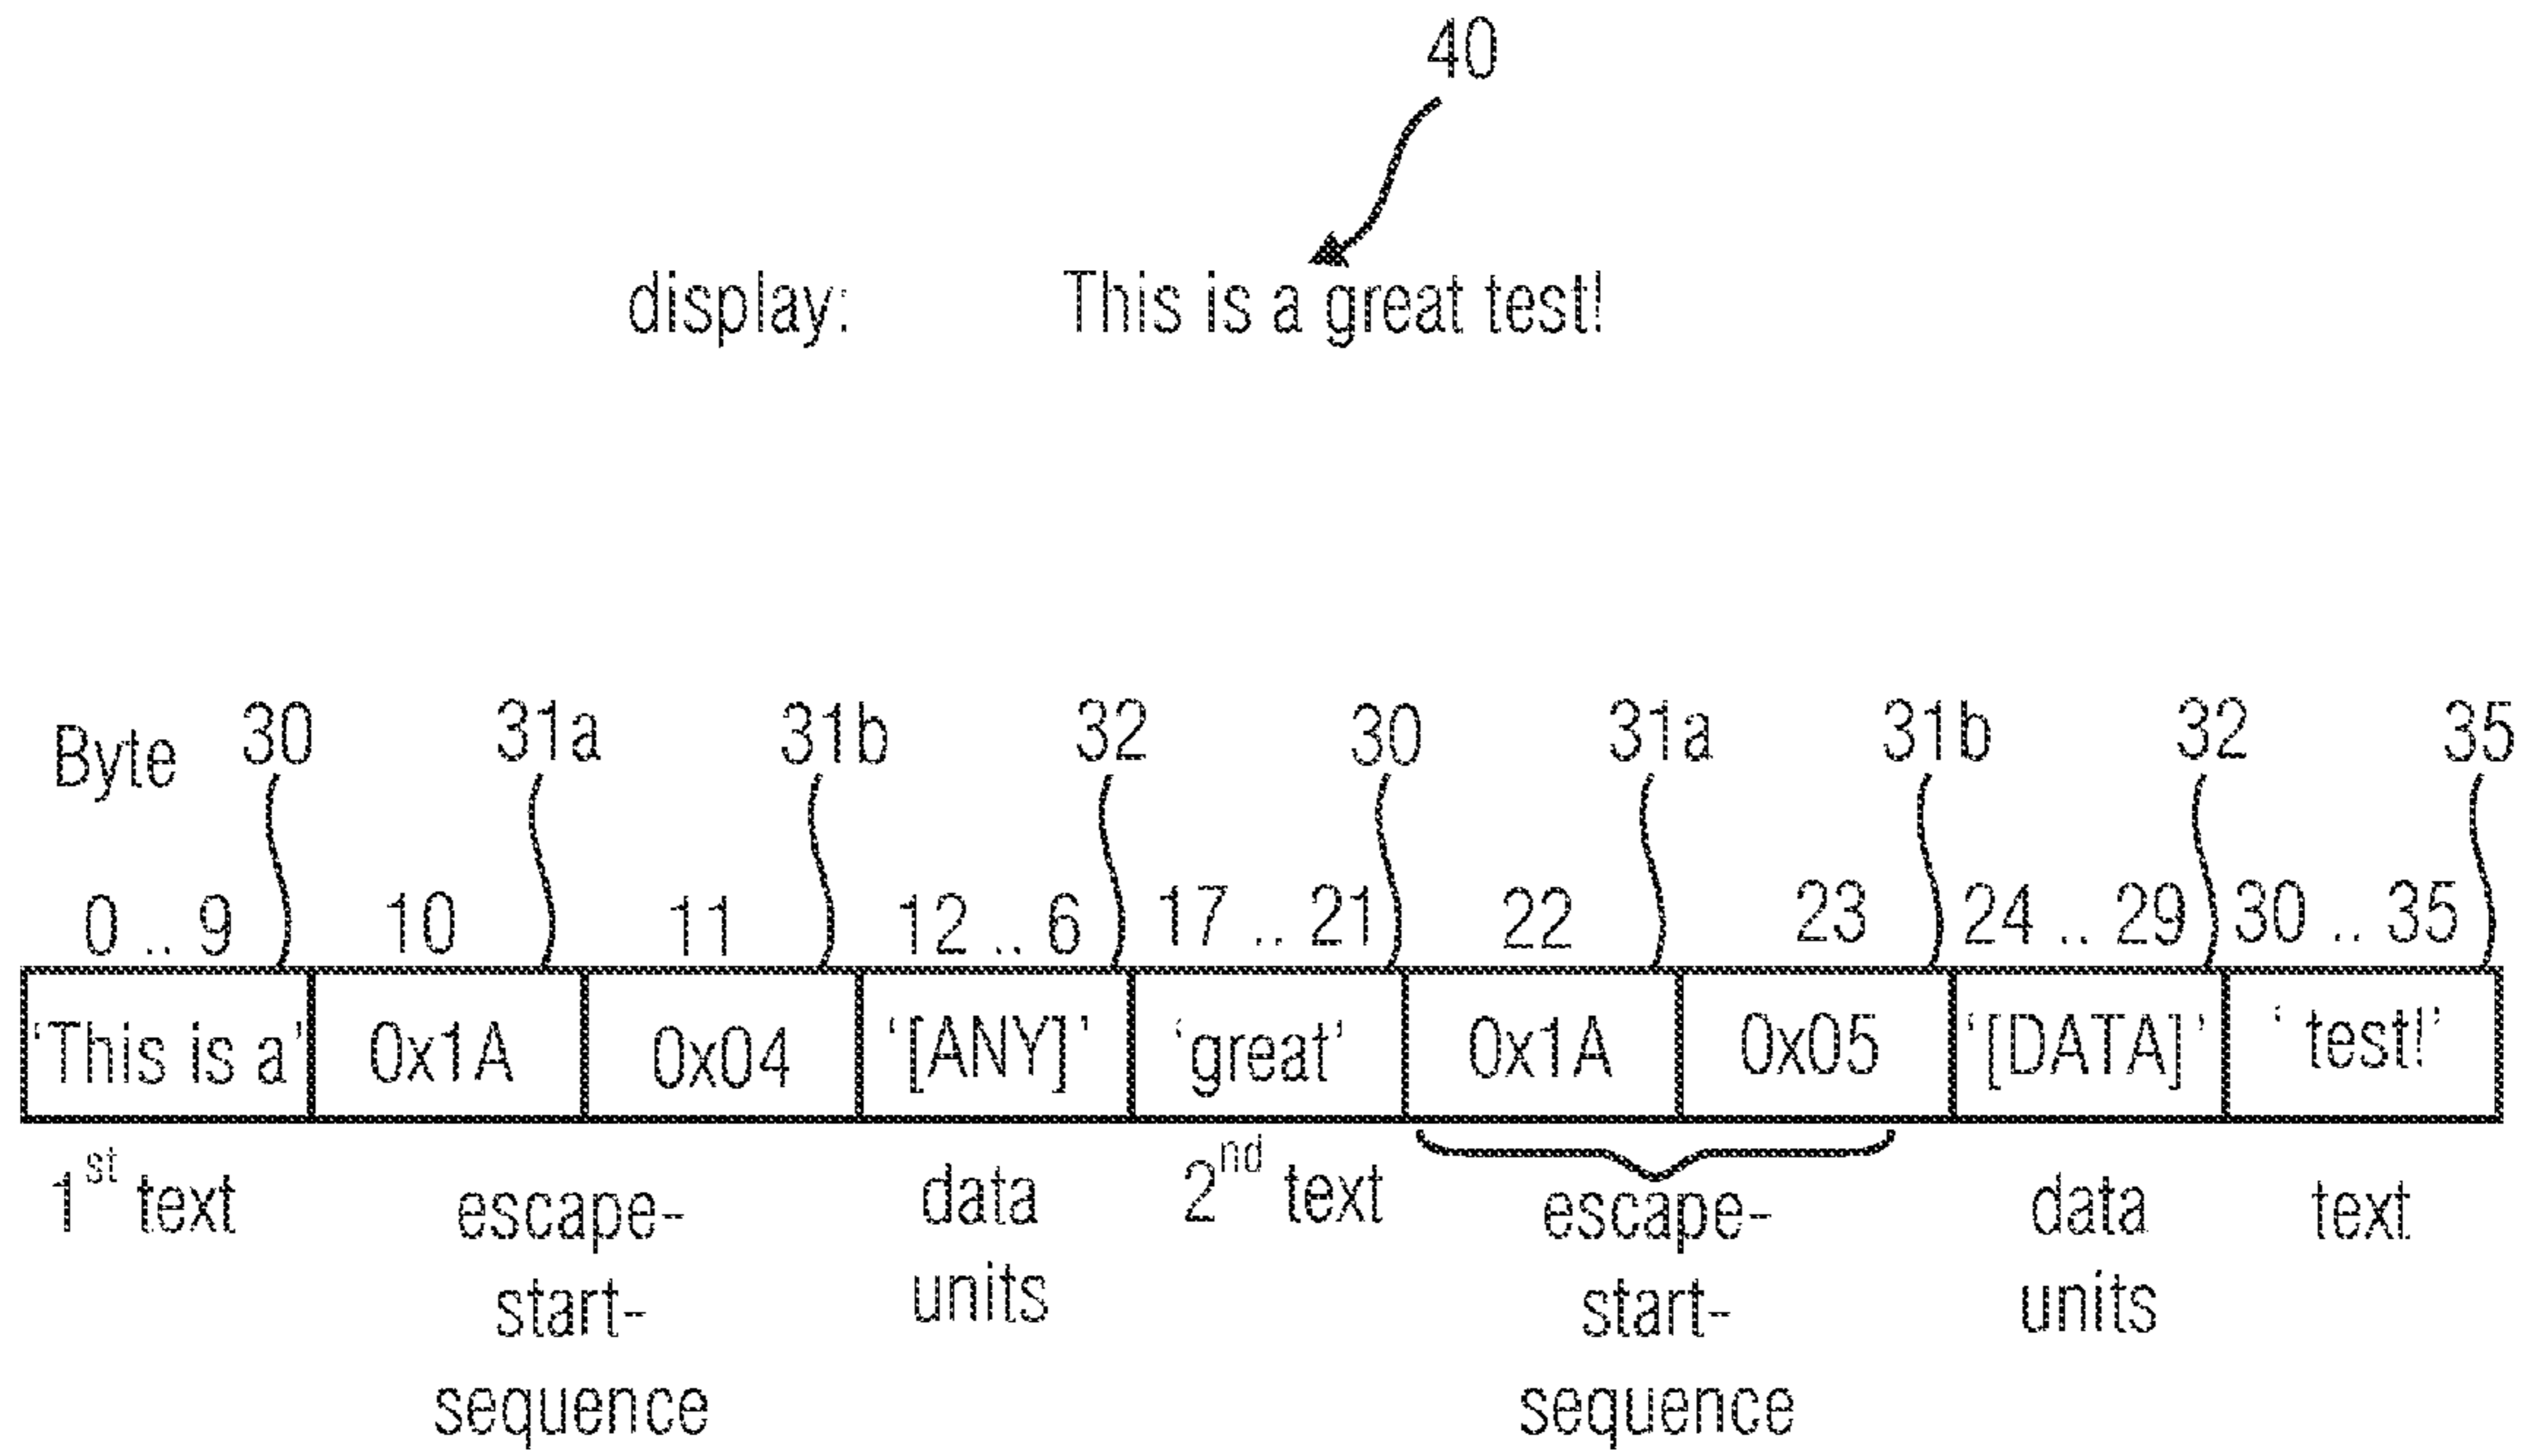 40
display: This is a great test!
Byte 30 31a 31b 32 30 31a 31b 32 35
0 .. 9 10 11 12 .. 6 17 .. 21 22 23 24 .. 29 30 .. 35
'This is a' 0x1A 0x04 '[ANY]' 'great' 0x1A 0x05 '[DATA]' ' test!'
1st text escape- data 2nd text escape- data text
start- units start- units
sequence sequence